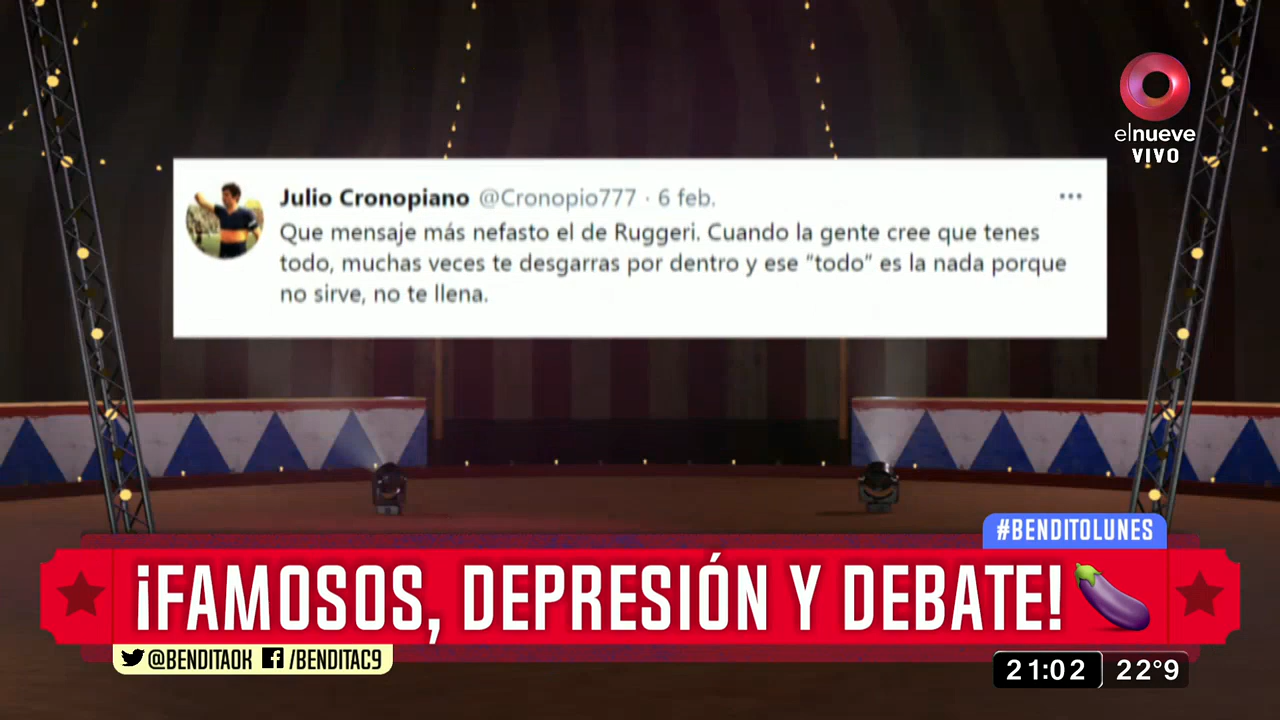 elnueve
VIVO
Julio Cronopiano @Cronopio777 · 6 feb.
Que mensaje más nefasto el de Ruggeri. Cuando la gente cree que tenes
todo, muchas veces te desgarras por dentro y ese “todo” es la nada porque
no sirve, no te llena.
#BENDITOLUNES
¡FAMOSOS, DEPRESIÓN Y DEBATE!
@BENDITAOK /BENDITAC9
21:02 22°9